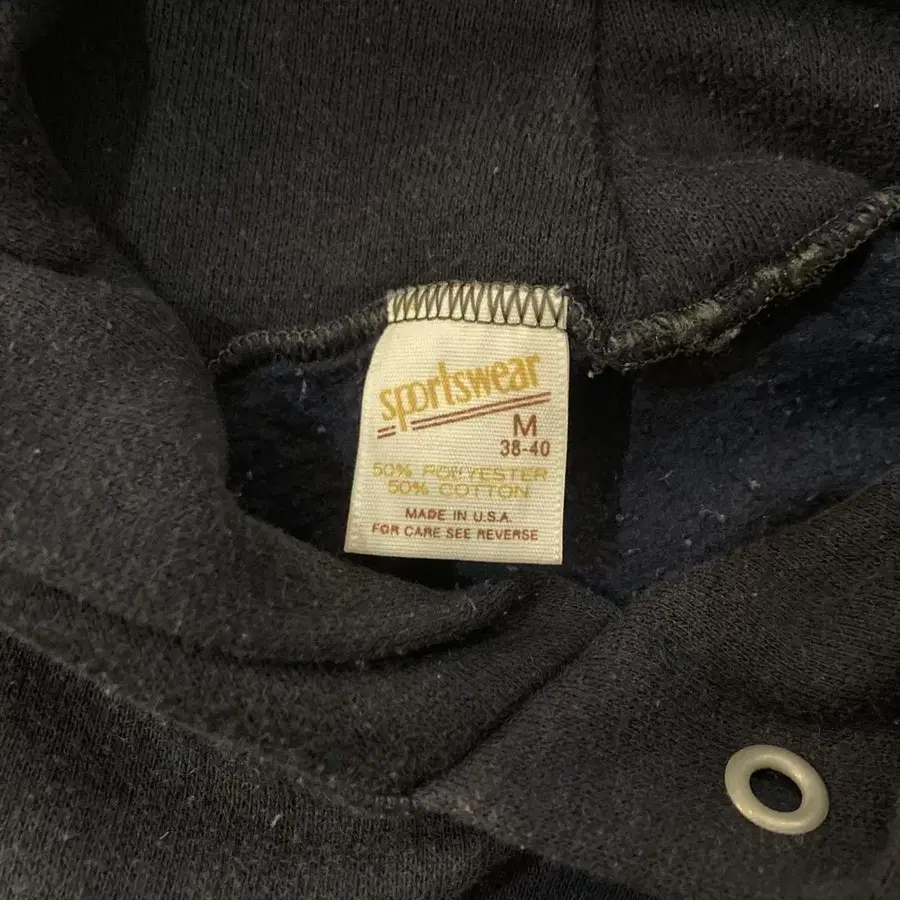 sportswear
M
38-40
50% POLYESTER
50% COTTON
MADE IN U.S.A.
FOR CARE SEE REVERSE